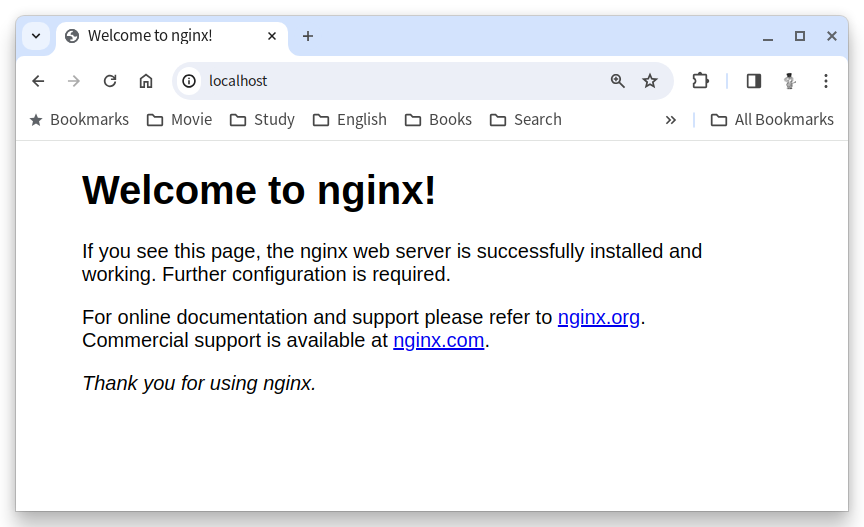 Welcome to nginx!
localhost
Bookmarks Movie Study English Books Search » All Bookmarks
Welcome to nginx!
If you see this page, the nginx web server is successfully installed and
working. Further configuration is required.
For online documentation and support please refer to nginx.org.
Commercial support is available at nginx.com.
Thank you for using nginx.